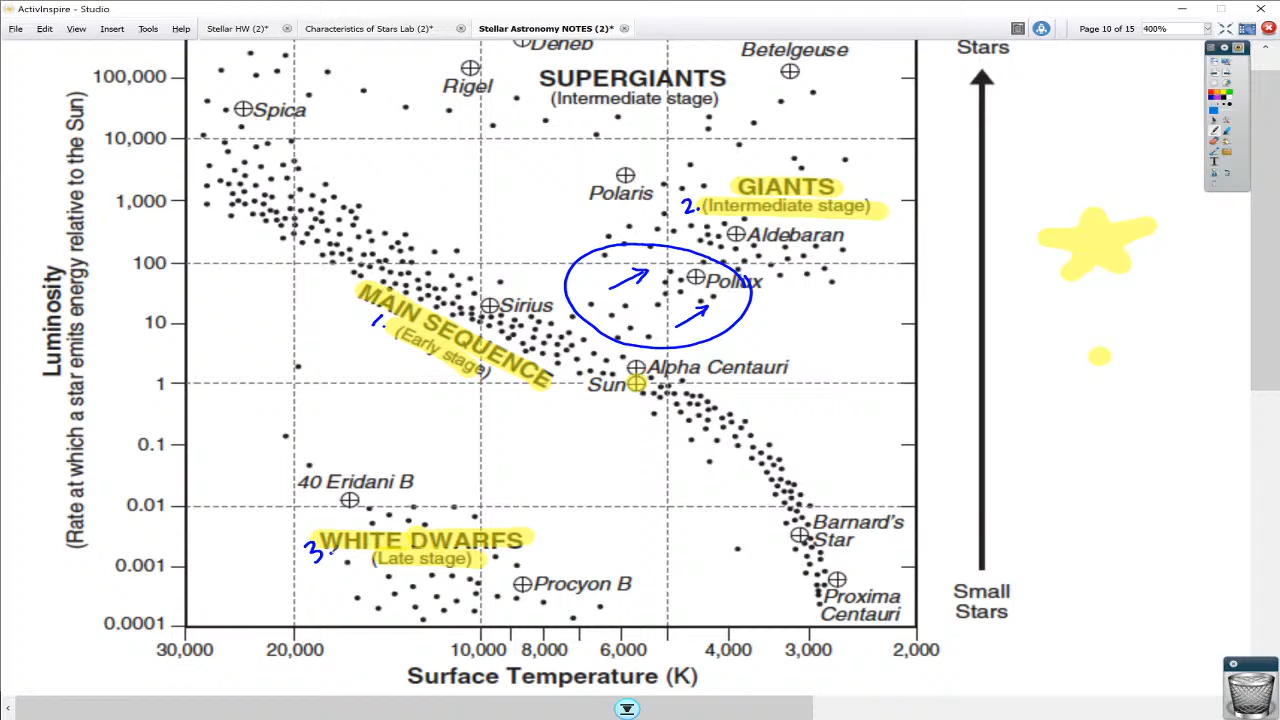 ActivInspire - Studio
File Edit View Insert Tools Help Stellar HW (2)* Characteristics of Stars Lab (2)* Stellar Astronomy NOTES (2)* Page 10 of 15 400%
Deneb
Betelgeuse
Stars
100,000
Rigel
SUPERGIANTS
(Intermediate stage)
Spica
10,000
Polaris
GIANTS
1,000
2. (Intermediate stage)
Aldebaran
100
Pollux
MAIN SEQUENCE
1. (Early stage)
Sirius
10
Alpha Centauri
1
Sun
0.1
40 Eridani B
0.01
Barnard's
Star
3. WHITE DWARFS
(Late stage)
0.001
Procyon B
Proxima
Centauri
Small
Stars
0.0001
Luminosity
(Rate at which a star emits energy relative to the Sun)
30,000 20,000 10,000 8,000 6,000 4,000 3,000 2,000
Surface Temperature (K)